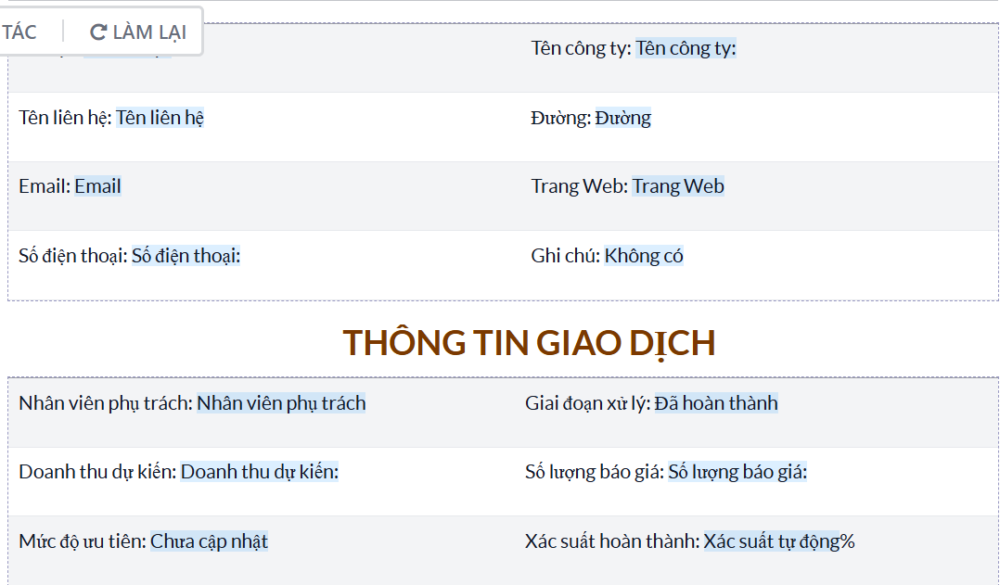 TÁC LÀM LẠI
Tên công ty: Tên công ty:
Tên liên hệ: Tên liên hệ
Đường: Đường
Email: Email
Trang Web: Trang Web
Số điện thoại: Số điện thoại:
Ghi chú: Không có
THÔNG TIN GIAO DỊCH
Nhân viên phụ trách: Nhân viên phụ trách
Giai đoạn xử lý: Đã hoàn thành
Doanh thu dự kiến: Doanh thu dự kiến:
Số lượng báo giá: Số lượng báo giá:
Mức độ ưu tiên: Chưa cập nhật
Xác suất hoàn thành: Xác suất tự động%